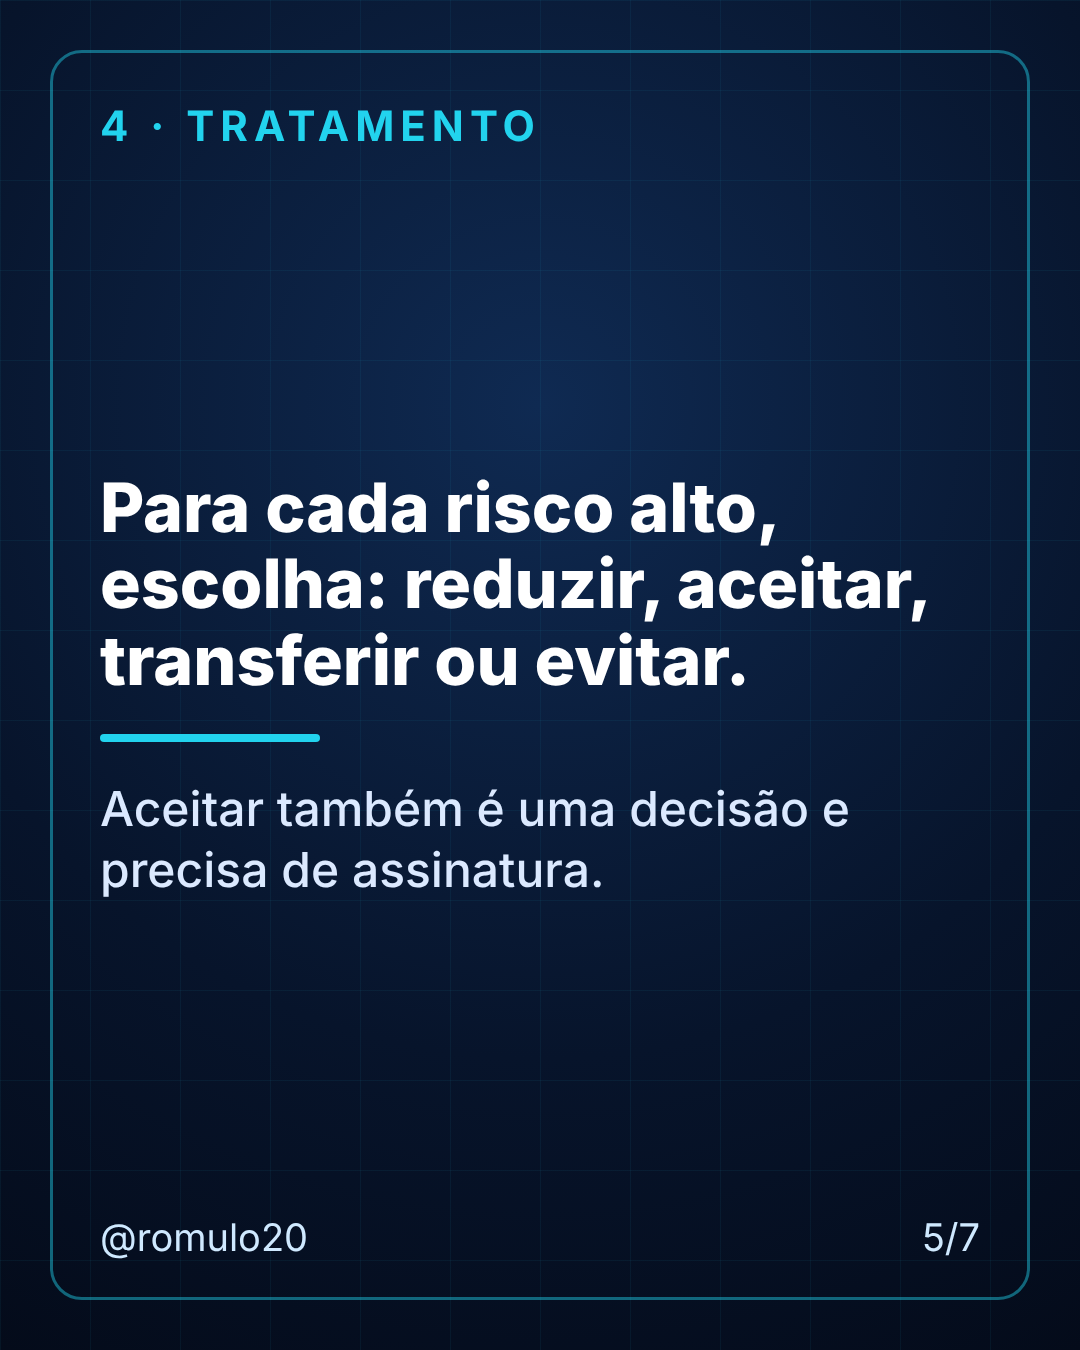 4 · TRATAMENTO
Para cada risco alto,
escolha: reduzir, aceitar,
transferir ou evitar.
Aceitar também é uma decisão e
precisa de assinatura.
@romulo20
5/7